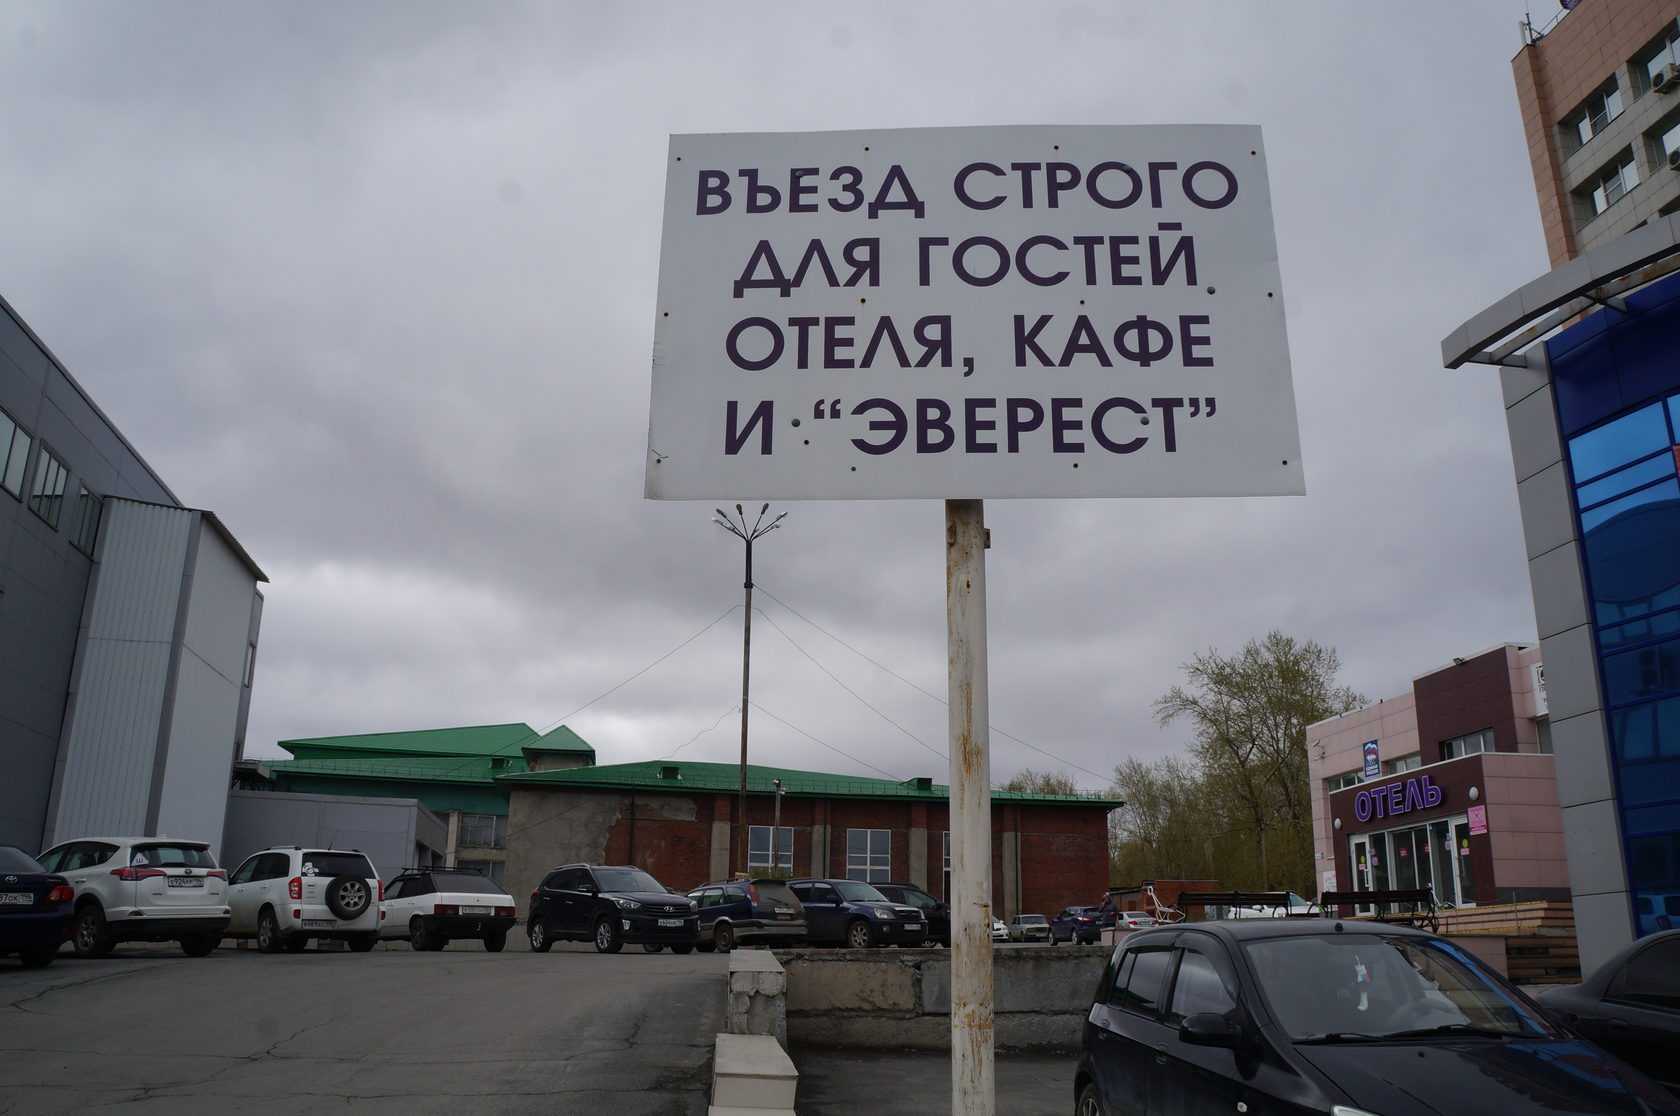 ВЪЕЗД СТРОГО
ДЛЯ ГОСТЕЙ
ОТЕЛЯ, КАФЕ
И “ЭВЕРЕСТ”
ОТЕЛЬ